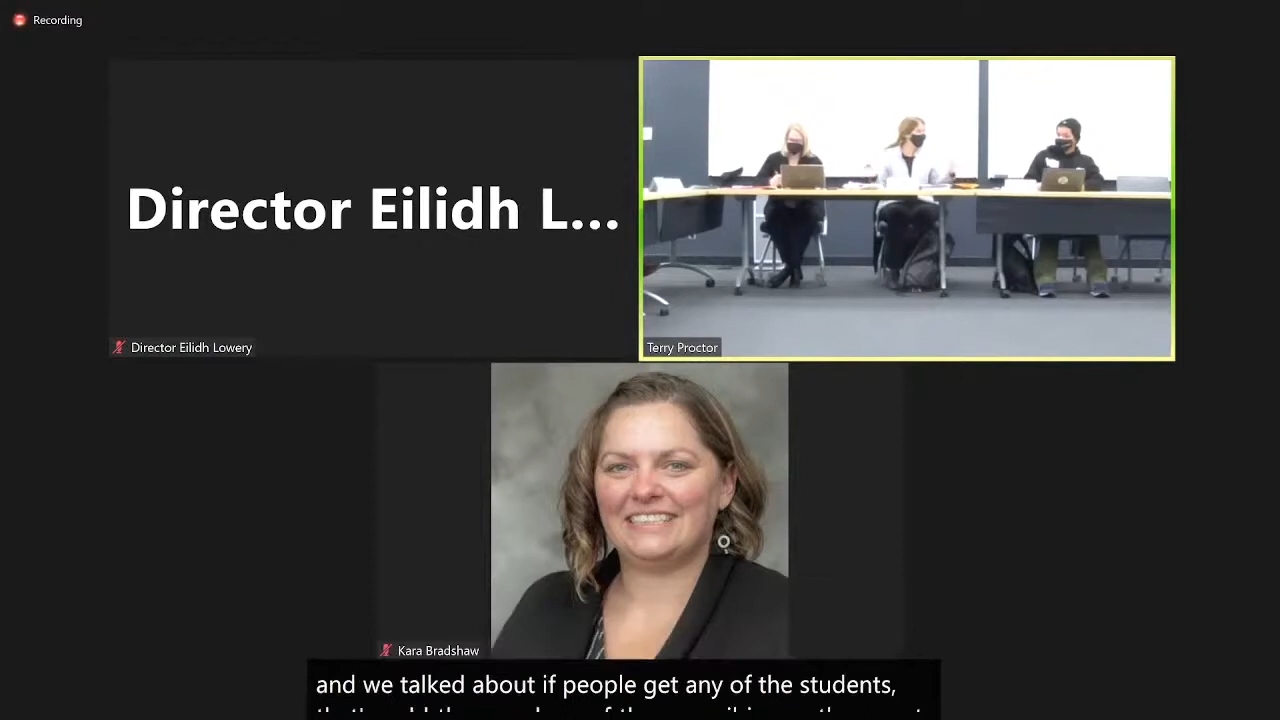 Recording
Director Eilidh L...
Director Eilidh Lowery
Terry Proctor
Kara Bradshaw
and we talked about if people get any of the students,